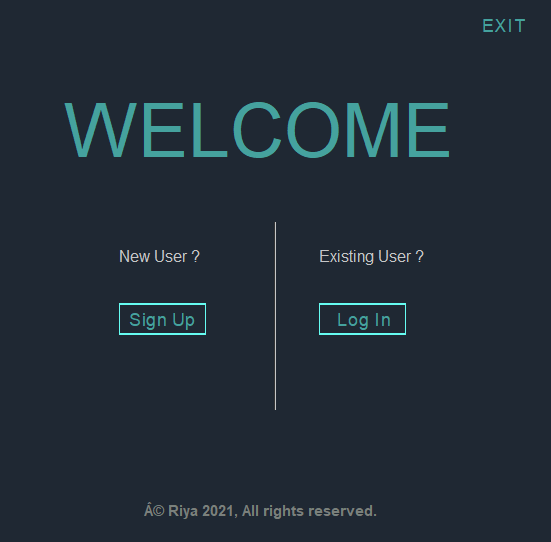 EXIT
WELCOME
New User ?
Existing User ?
Sign Up
Log In
Á© Riya 2021, All rights reserved.